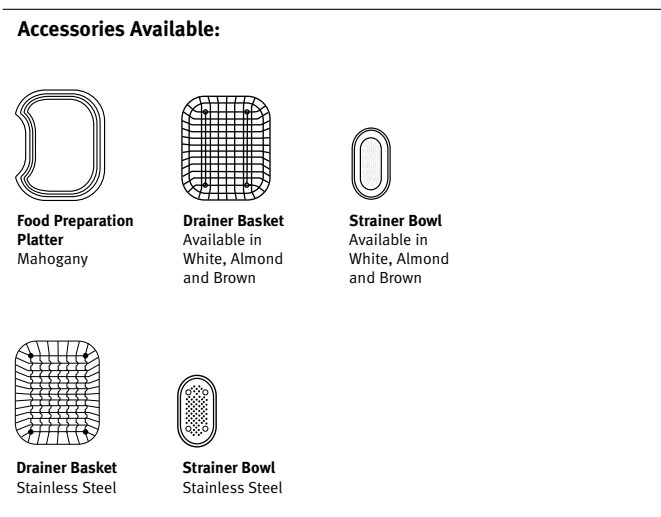 Accessories Available:
Food Preparation
Platter
Mahogany
Drainer Basket
Available in
White, Almond
and Brown
Strainer Bowl
Available in
White, Almond
and Brown
Drainer Basket
Stainless Steel
Strainer Bowl
Stainless Steel